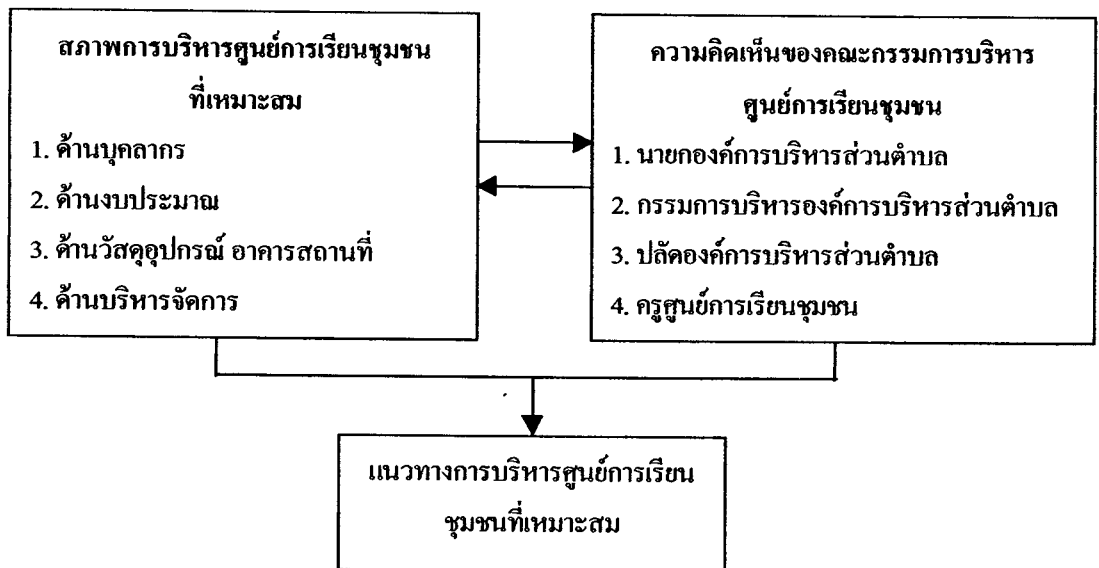 สภาพการบริหารศูนย์การเรียนชุมชน
ที่เหมาะสม
1. ด้านบุคลากร
2. ด้านงบประมาณ
3. ด้านวัสดุอุปกรณ์ อาคารสถานที่
4. ด้านบริหารจัดการ
ความคิดเห็นของคณะกรรมการบริหาร
ศูนย์การเรียนชุมชน
1. นายกองค์การบริหารส่วนตำบล
2. กรรมการบริหารองค์การบริหารส่วนตำบล
3. ปลัดองค์การบริหารส่วนตำบล
4. ครูศูนย์การเรียนชุมชน
แนวทางการบริหารศูนย์การเรียน
ชุมชนที่เหมาะสม